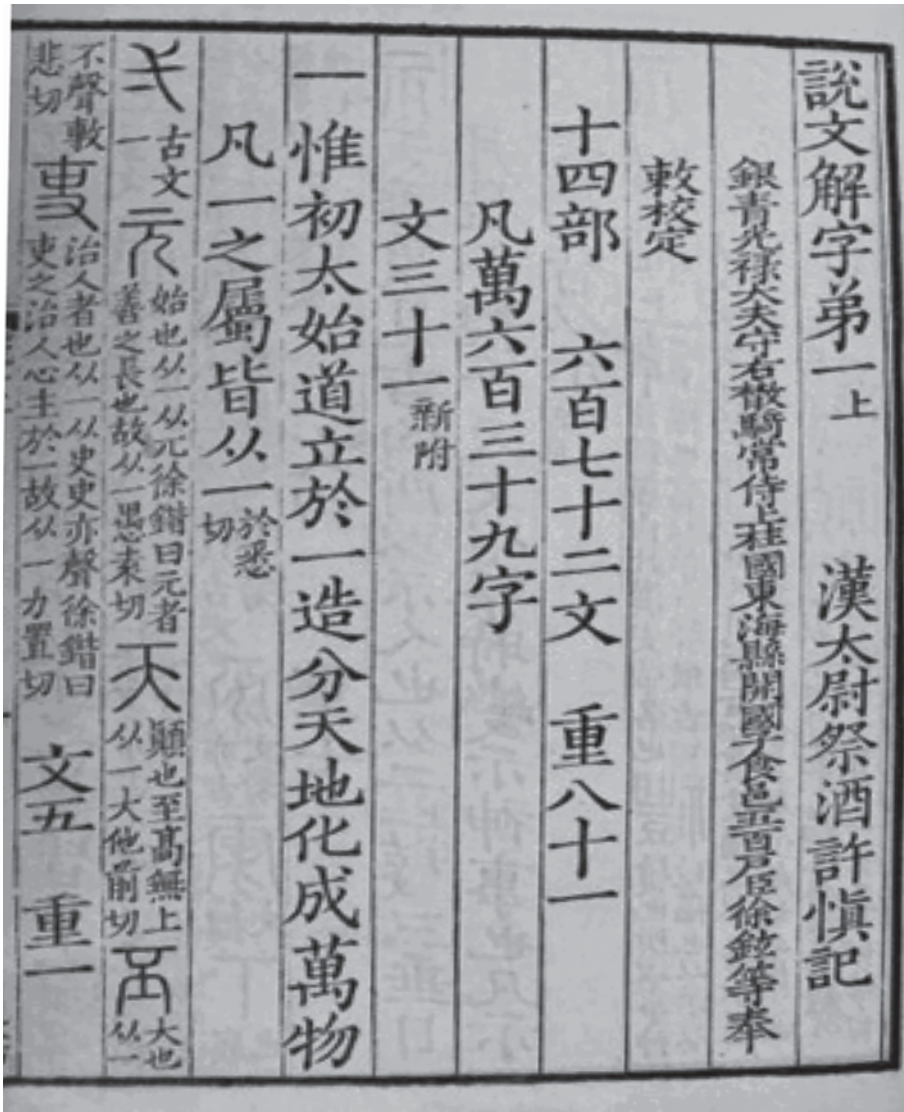 說文解字弟一上 漢太尉祭酒許愼記
銀青光祿大夫守右散騎常侍上柱國東海縣開國子食邑五百戶臣徐鉉等奉
敕校定
十四部 六百七十二文 重八十一
凡萬六百三十九字
文三十一新附
一惟初太始道立於一造分天地化成萬物
凡一之屬皆从一於悉切
弌古文一元始也从一从兀徐鍇曰元者善之長也故从一愚袁切天顚也至高無上从一大他前切丕大也从一
不聲敷悲切吏治人者也从一从史史亦聲徐鍇曰吏之治人心主於一故从一力置切 文五 重一